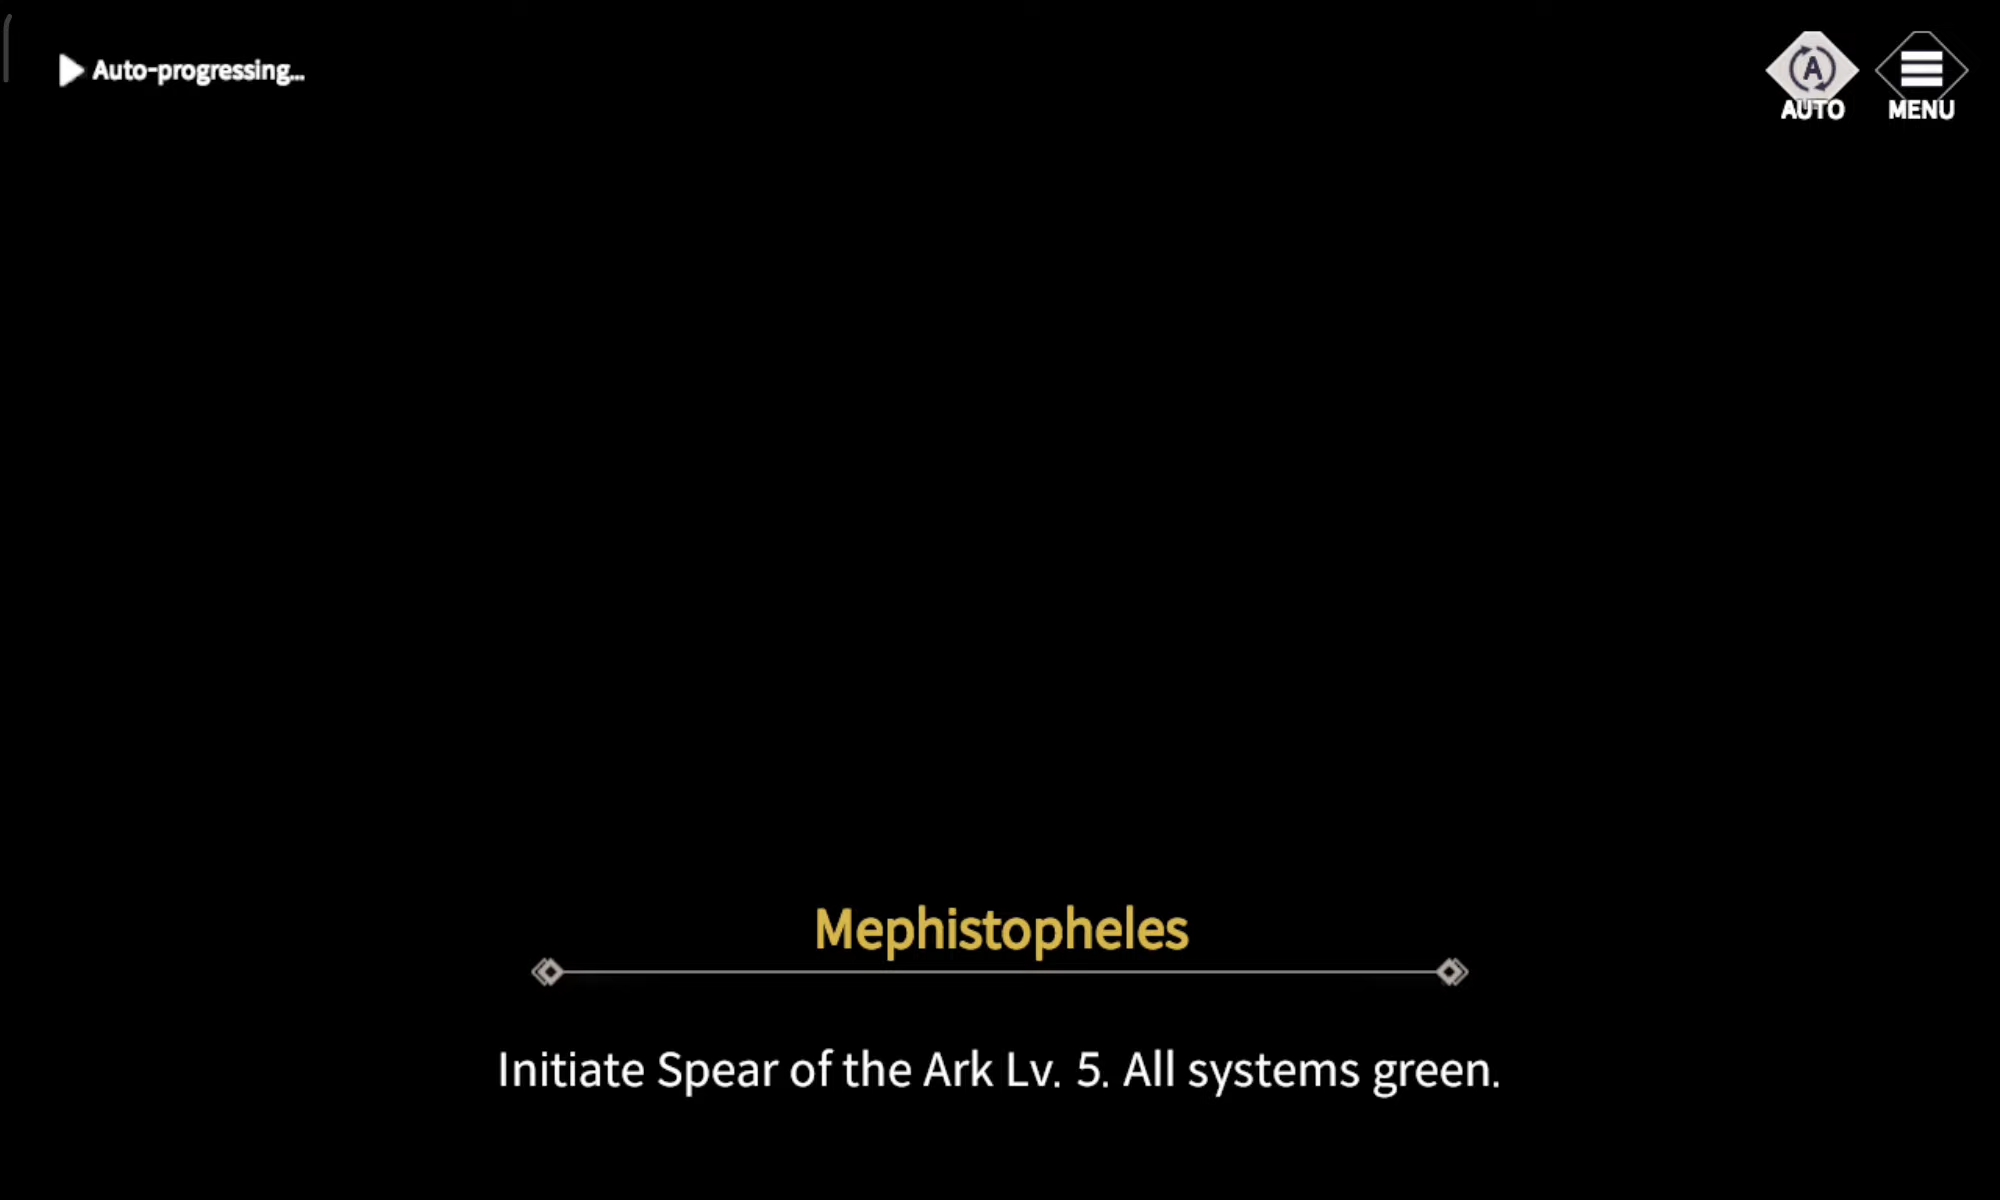 Auto-progressing...
A
AUTO
MENU
Mephistopheles
Initiate Spear of the Ark Lv. 5. All systems green.